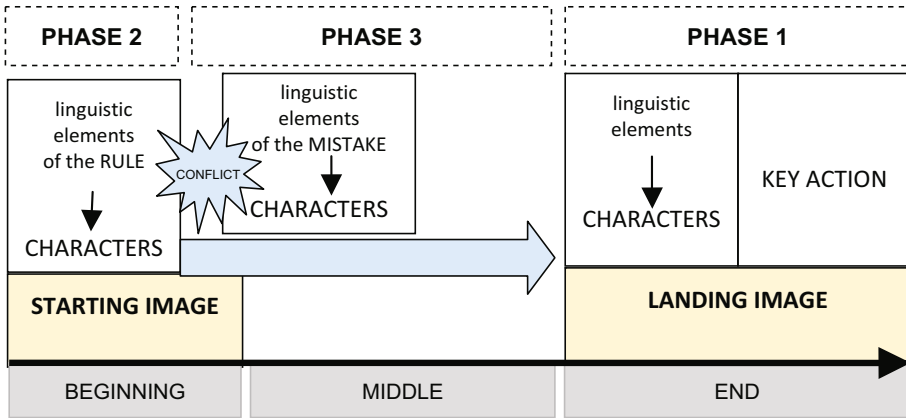 PHASE 2
PHASE 3
PHASE 1
linguistic
elements
of the RULE
CHARACTERS
CONFLICT
linguistic
elements
of the MISTAKE
CHARACTERS
linguistic
elements
CHARACTERS
KEY ACTION
STARTING IMAGE
LANDING IMAGE
BEGINNING
MIDDLE
END